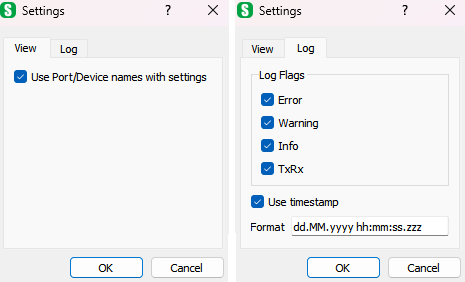 Settings
View
Log
Use Port/Device names with settings
OK
Cancel
Settings
View
Log
Log Flags
Error
Warning
Info
TxRx
Use timestamp
Format dd.MM.yyyy hh:mm:ss.zzz
OK
Cancel